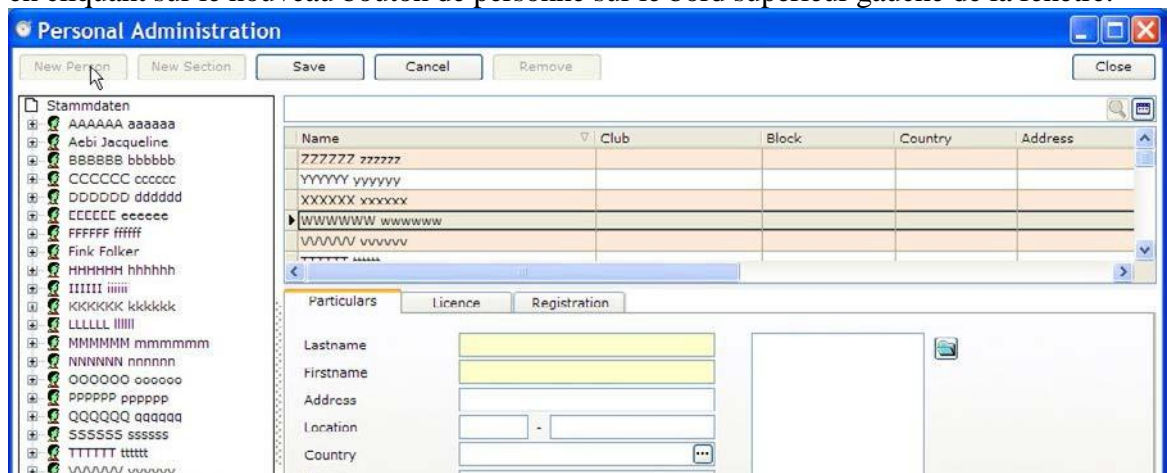 en cliquant sur le nouveau bouton de personne sur le bord supérieur gauche de la fenêtre.
Personal Administration
New Person New Section Save Cancel Remove Close
Stammdaten
AAAAAA aaaaaa
Aebi Jacqueline
BBBBBB bbbbbb
CCCCCC cccccc
DDDDDD dddddd
EEEEEE eeeeee
FFFFFF ffffff
Fink Folker
HHHHHH hhhhhh
IIIIII iiiiii
KKKKKK kkkkkk
LLLLLL llllll
MMMMMM mmmmmm
NNNNNN nnnnnn
OOOOOO oooooo
PPPPPP pppppp
QQQQQQ qqqqqq
SSSSSS ssssss
TTTTTT tttttt
VVVVVV vvvvvv
Name Club Block Country Address
ZZZZZZ zzzzzz
YYYYYY yyyyyy
XXXXXX xxxxxx
WWWWWW wwwwww
VVVVVV vvvvvv
TTTTTT tttttt
Particulars Licence Registration
Lastname
Firstname
Address
Location -
Country